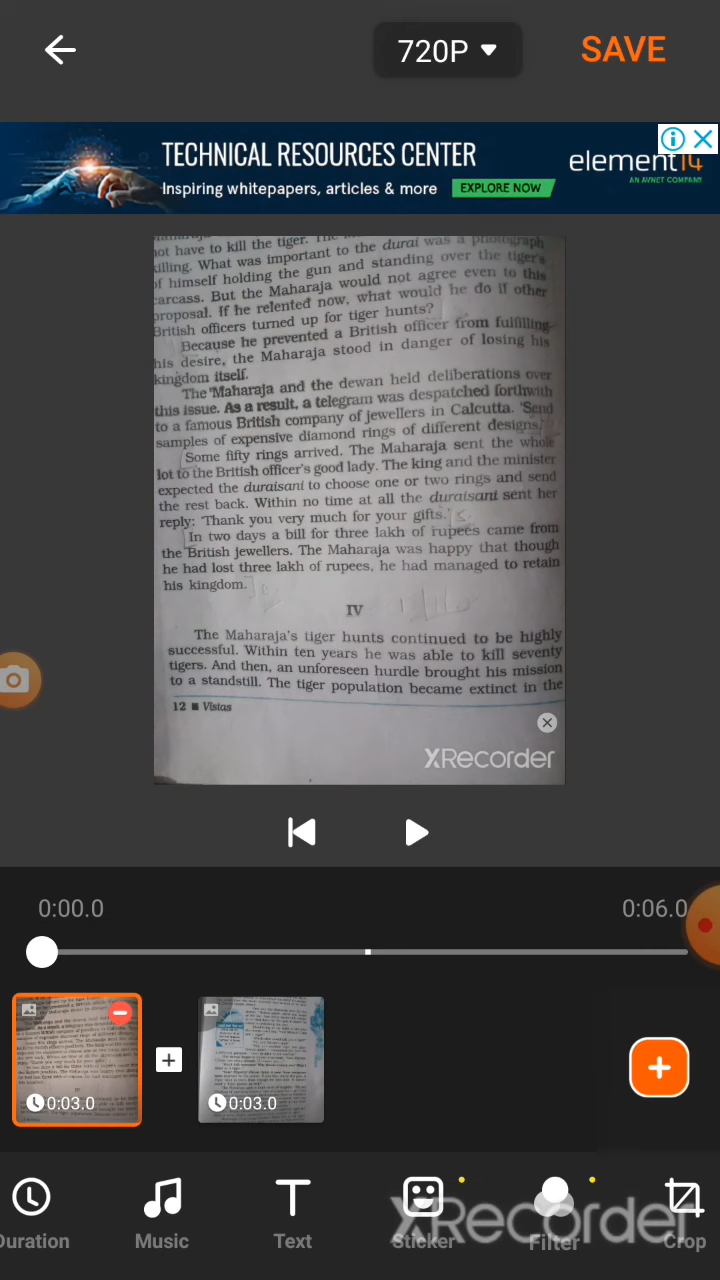 720P
SAVE
TECHNICAL RESOURCES CENTER
Inspiring whitepapers, articles & more
EXPLORE NOW
element14
AN AVNET COMPANY
not have to kill the tiger. The
killing. What was important to the durai was a photograph
of himself holding the gun and standing over the tiger's
carcass. But the Maharaja would not agree even to this
proposal. If he relented now, what would he do if other
British officers turned up for tiger hunts?
Because he prevented a British officer from fulfilling
his desire, the Maharaja stood in danger of losing his
kingdom itself.
The Maharaja and the dewan held deliberations over
this issue. As a result, a telegram was despatched forthwith
to a famous British company of jewellers in Calcutta. 'Send
samples of expensive diamond rings of different designs.'
Some fifty rings arrived. The Maharaja sent the whole
lot to the British officer's good lady. The king and the minister
expected the duraisani to choose one or two rings and send
the rest back. Within no time at all the duraisani sent her
reply: 'Thank you very much for your gifts.'
In two days a bill for three lakh of rupees came from
the British jewellers. The Maharaja was happy that though
he had lost three lakh of rupees, he had managed to retain
his kingdom.
IV
The Maharaja's tiger hunts continued to be highly
successful. Within ten years he was able to kill seventy
tigers. And then, an unforeseen hurdle brought his mission
to a standstill. The tiger population became extinct in the
12 ■ Vistas
XRecorder
0:00.0
0:06.0
0:03.0
0:03.0
Duration
Music
Text
Sticker
Filter
Crop
XRecorder